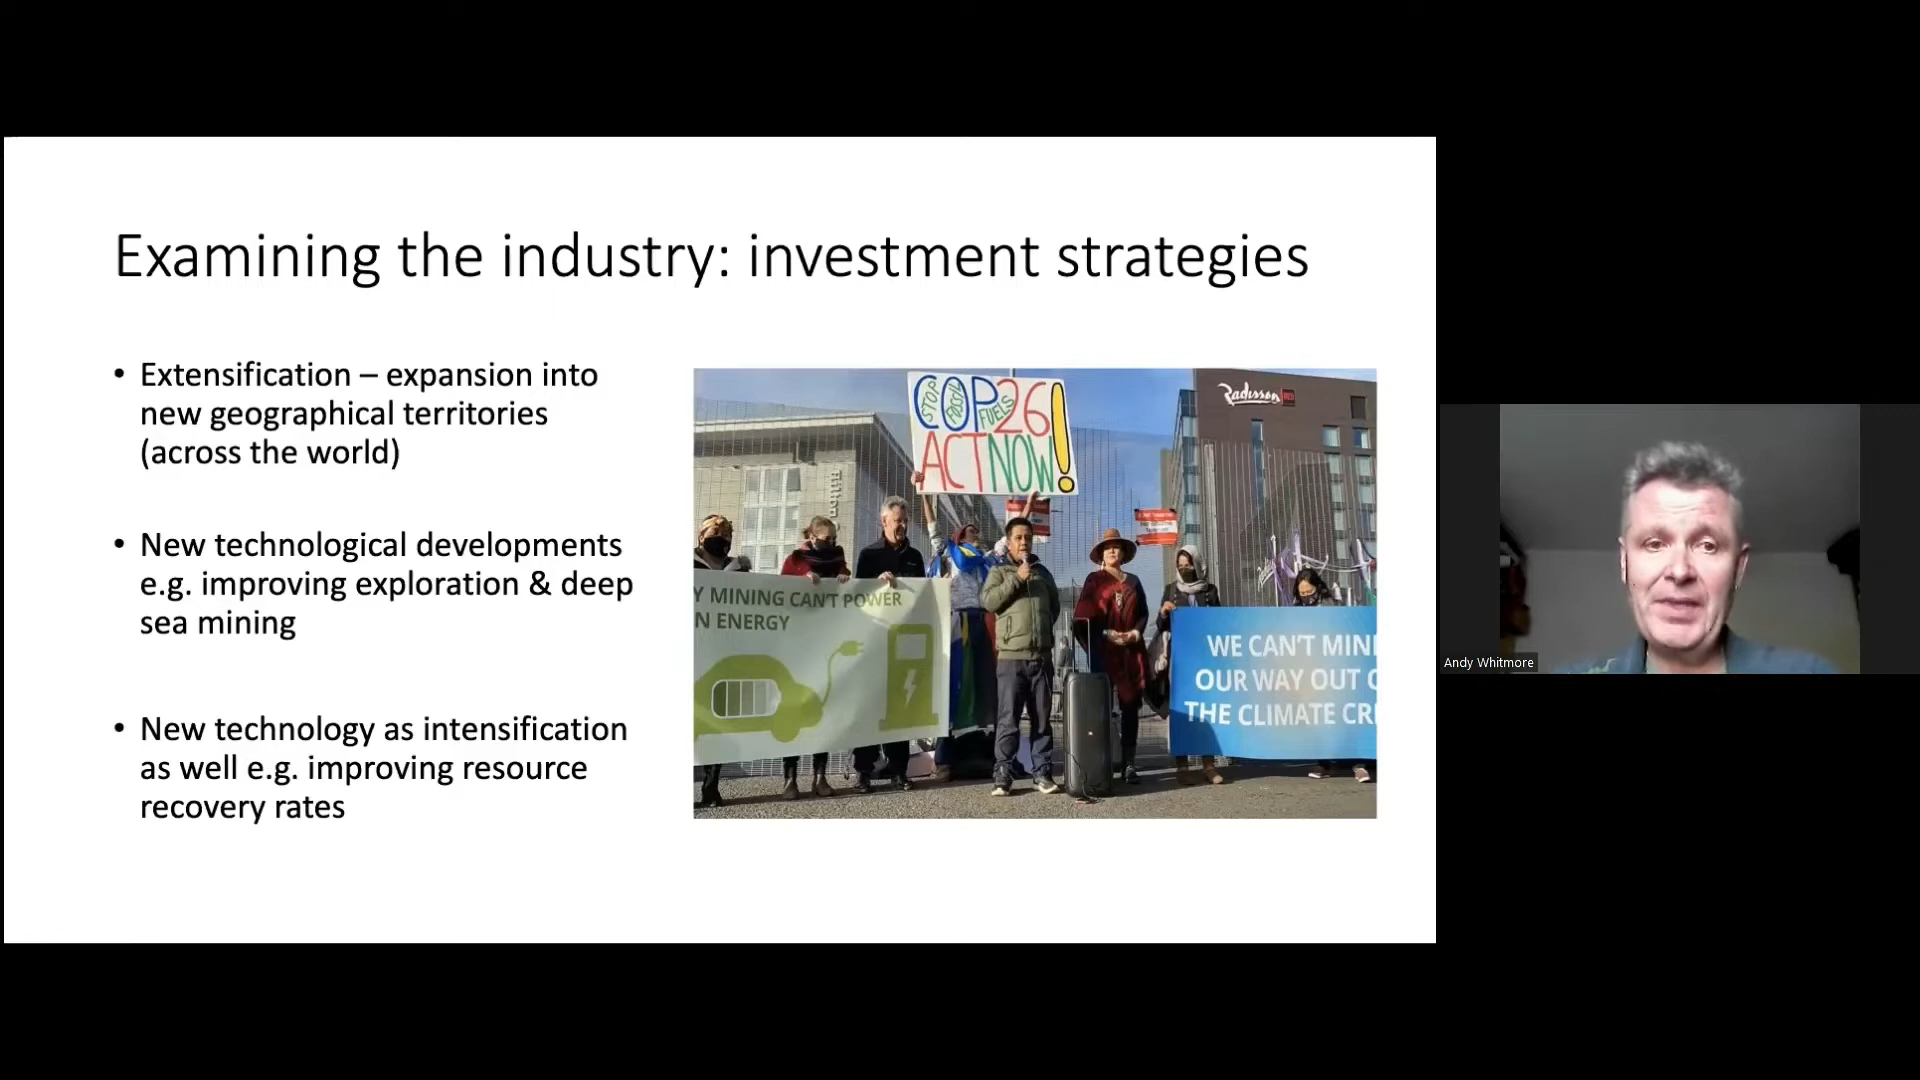 Examining the industry: investment strategies
• Extensification – expansion into
new geographical territories
(across the world)
• New technological developments
e.g. improving exploration & deep
sea mining
• New technology as intensification
as well e.g. improving resource
recovery rates
STOP
FOSSIL
FUELS
COP26
ACT NOW!
Radisson RED
Y MINING CAN'T POWER
N ENERGY
WE CAN'T MIN
OUR WAY OUT
THE CLIMATE CRI
Andy Whitmore